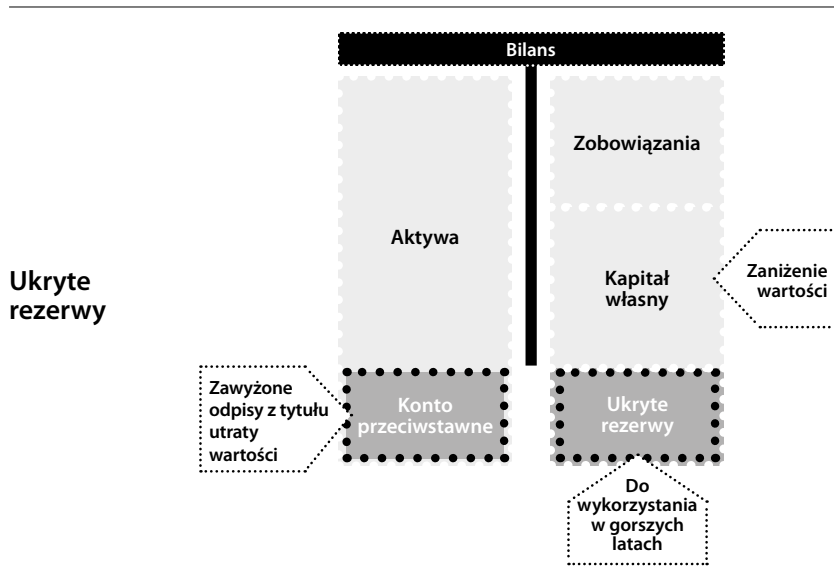 Bilans
Zobowiązania
Aktywa
Kapitał
własny
Zaniżenie
wartości
Ukryte
rezerwy
Zawyżone
odpisy z tytułu
utraty
wartości
Konto
przeciwstawne
Ukryte
rezerwy
Do
wykorzystania
w gorszych
latach